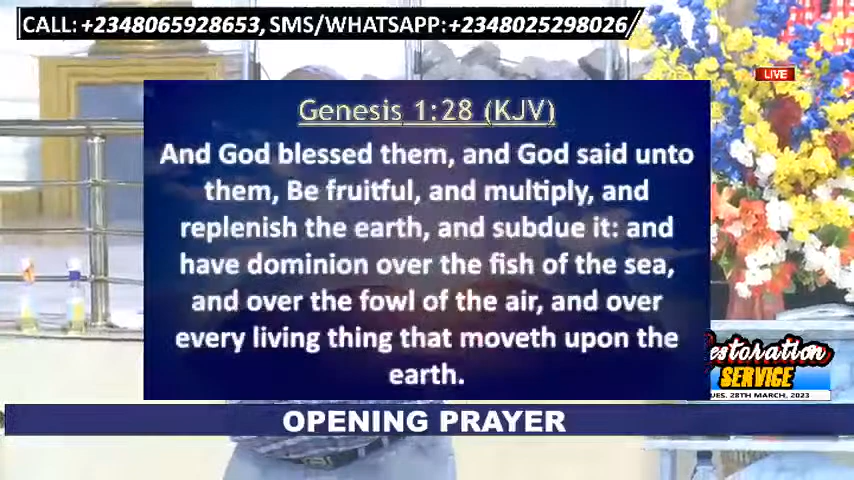 CALL: +2348065928653, SMS/WHATSAPP: +2348025298026/
LIVE
Genesis 1:28 (KJV)
And God blessed them, and God said unto
them, Be fruitful, and multiply, and
replenish the earth, and subdue it: and
have dominion over the fish of the sea,
and over the fowl of the air, and over
every living thing that moveth upon the
earth.
estoration
SERVICE
UES. 28TH MARCH, 2023
OPENING PRAYER